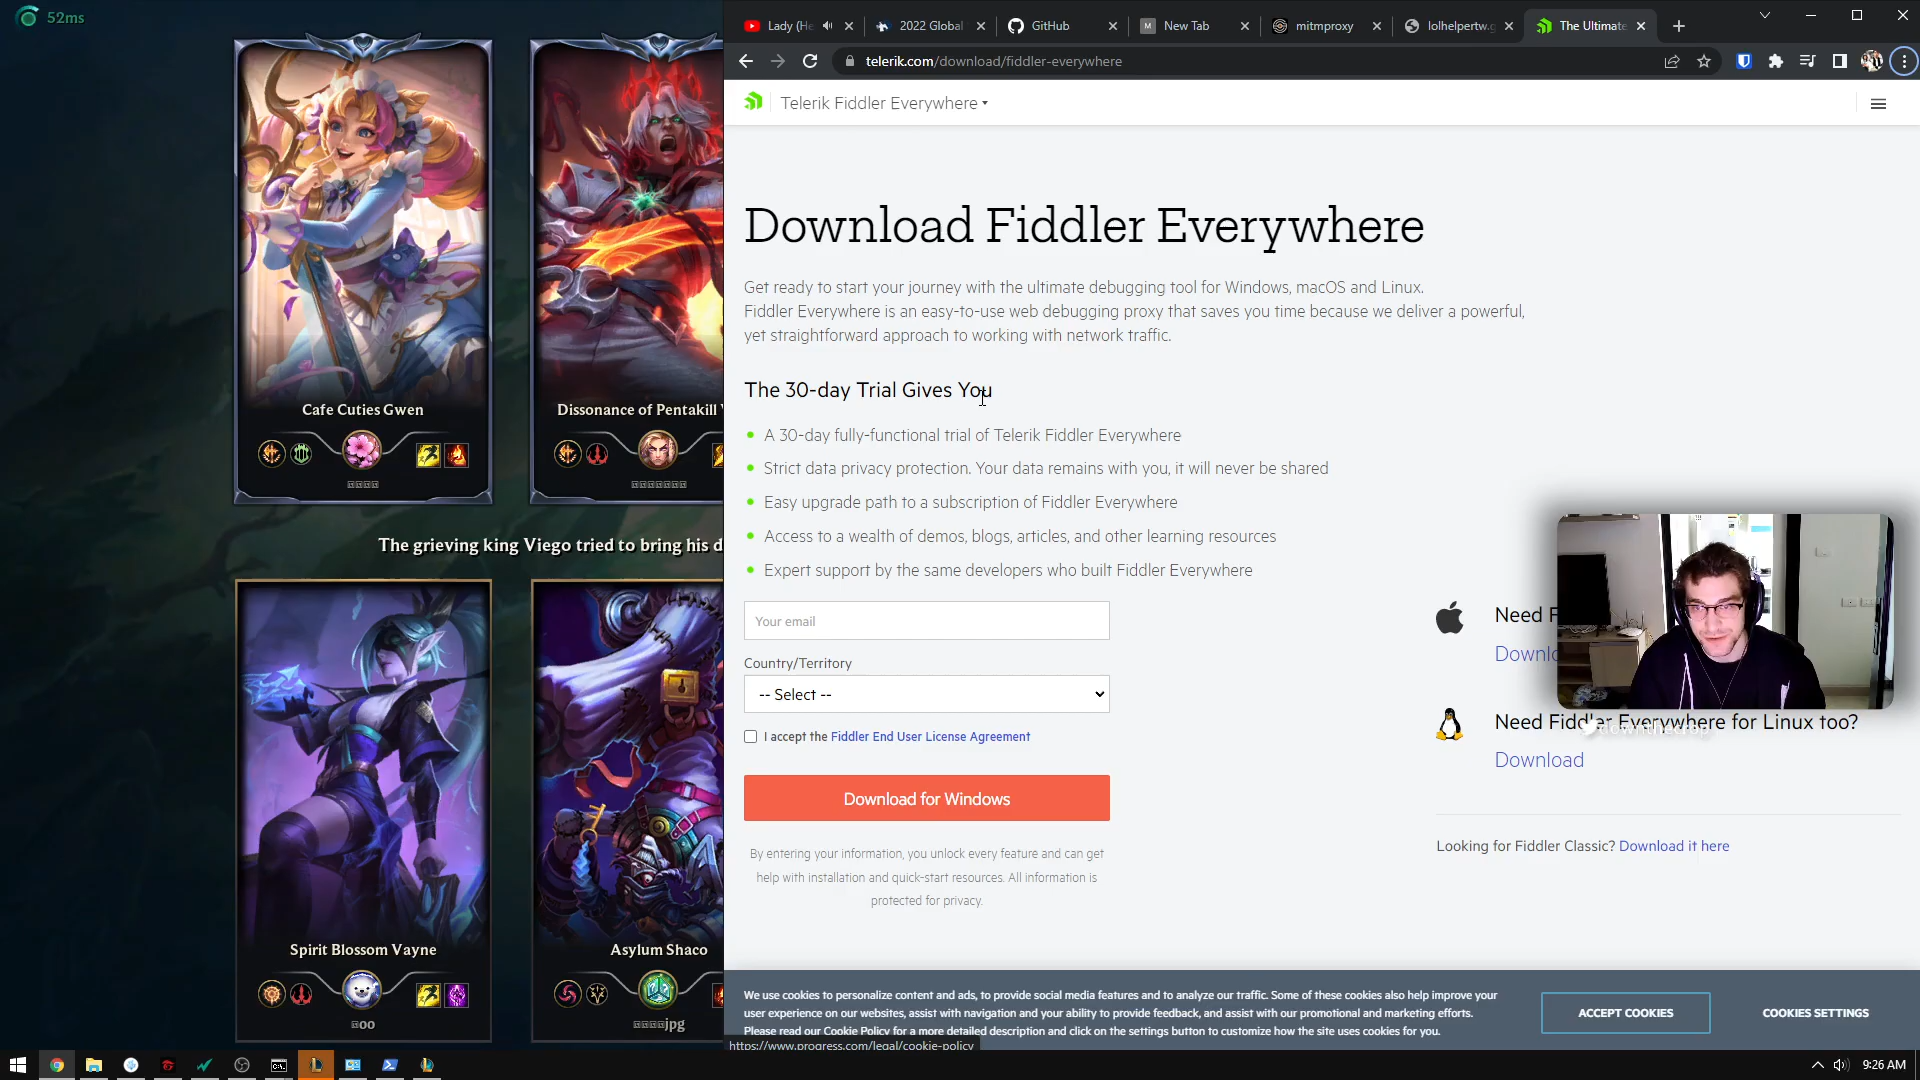 52ms
Lady (He
2022 Global
GitHub
M
New Tab
mitmproxy
lolhelpertw.g
The Ultimate
telerik.com/download/fiddler-everywhere
Telerik Fiddler Everywhere
Download Fiddler Everywhere
Get ready to start your journey with the ultimate debugging tool for Windows, macOS and Linux.
Fiddler Everywhere is an easy-to-use web debugging proxy that saves you time because we deliver a powerful,
yet straightforward approach to working with network traffic.
The 30-day Trial Gives You
A 30-day fully-functional trial of Telerik Fiddler Everywhere
Strict data privacy protection. Your data remains with you, it will never be shared
Easy upgrade path to a subscription of Fiddler Everywhere
Access to a wealth of demos, blogs, articles, and other learning resources
Expert support by the same developers who built Fiddler Everywhere
Your email
Country/Territory
-- Select --
I accept the Fiddler End User License Agreement
Download for Windows
By entering your information, you unlock every feature and can get
help with installation and quick-start resources. All information is
protected for privacy.
Need F
Downlo
Need Fiddler Everywhere for Linux too?
Download
Looking for Fiddler Classic? Download it here
We use cookies to personalize content and ads, to provide social media features and to analyze our traffic. Some of these cookies also help improve your
user experience on our websites, assist with navigation and your ability to provide feedback, and assist with our promotional and marketing efforts.
Please read our Cookie Policy for a more detailed description and click on the settings button to customize how the site uses cookies for you.
ACCEPT COOKIES
COOKIES SETTINGS
https://www.progress.com/legal/cookie-policy
Cafe Cuties Gwen
Dissonance of Pentakill
The grieving king Viego tried to bring his d
Spirit Blossom Vayne
Asylum Shaco
oo
jpg
9:26 AM